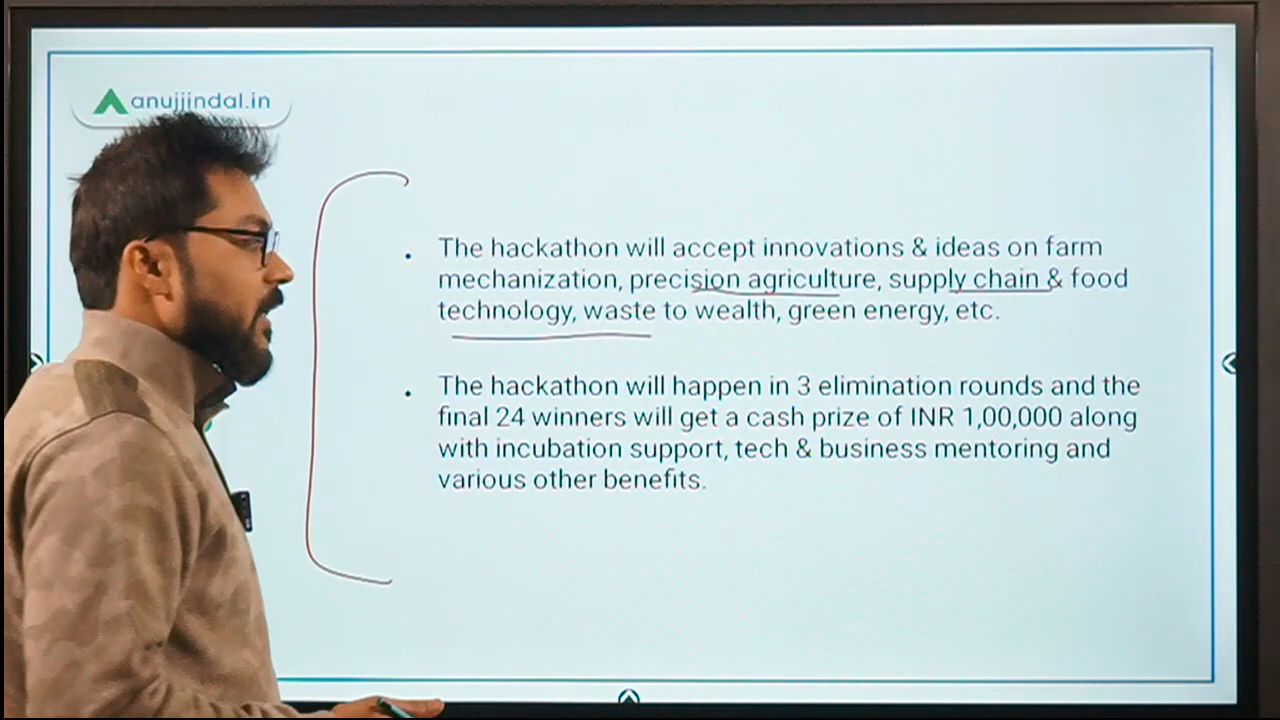 anujjindal.in
The hackathon will accept innovations & ideas on farm
mechanization, precision agriculture, supply chain & food
technology, waste to wealth, green energy, etc.
The hackathon will happen in 3 elimination rounds and the
final 24 winners will get a cash prize of INR 1,00,000 along
with incubation support, tech & business mentoring and
various other benefits.